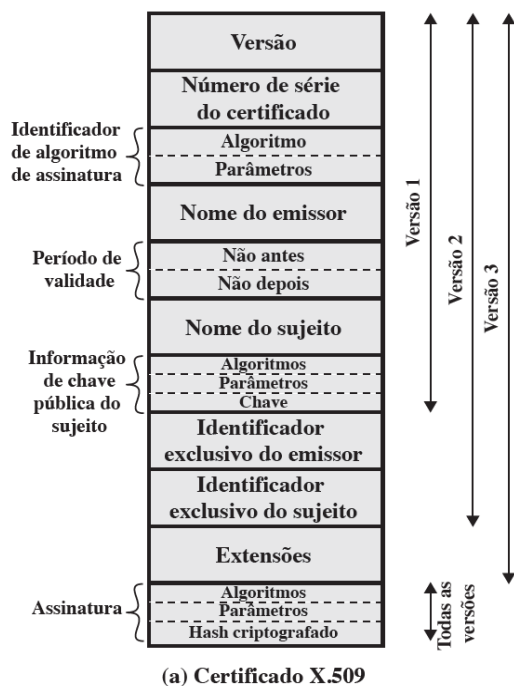 Versão
Número de série
do certificado
Identificador
de algoritmo
de assinatura
Algoritmo
Parâmetros
Nome do emissor
Período de
validade
Não antes
Não depois
Nome do sujeito
Informação
de chave
pública do
sujeito
Algoritmos
Parâmetros
Chave
Identificador
exclusivo do emissor
Identificador
exclusivo do sujeito
Extensões
Assinatura
Algoritmos
Parâmetros
Hash criptografado
Versão 1
Versão 2
Versão 3
Todas as
versões
(a) Certificado X.509